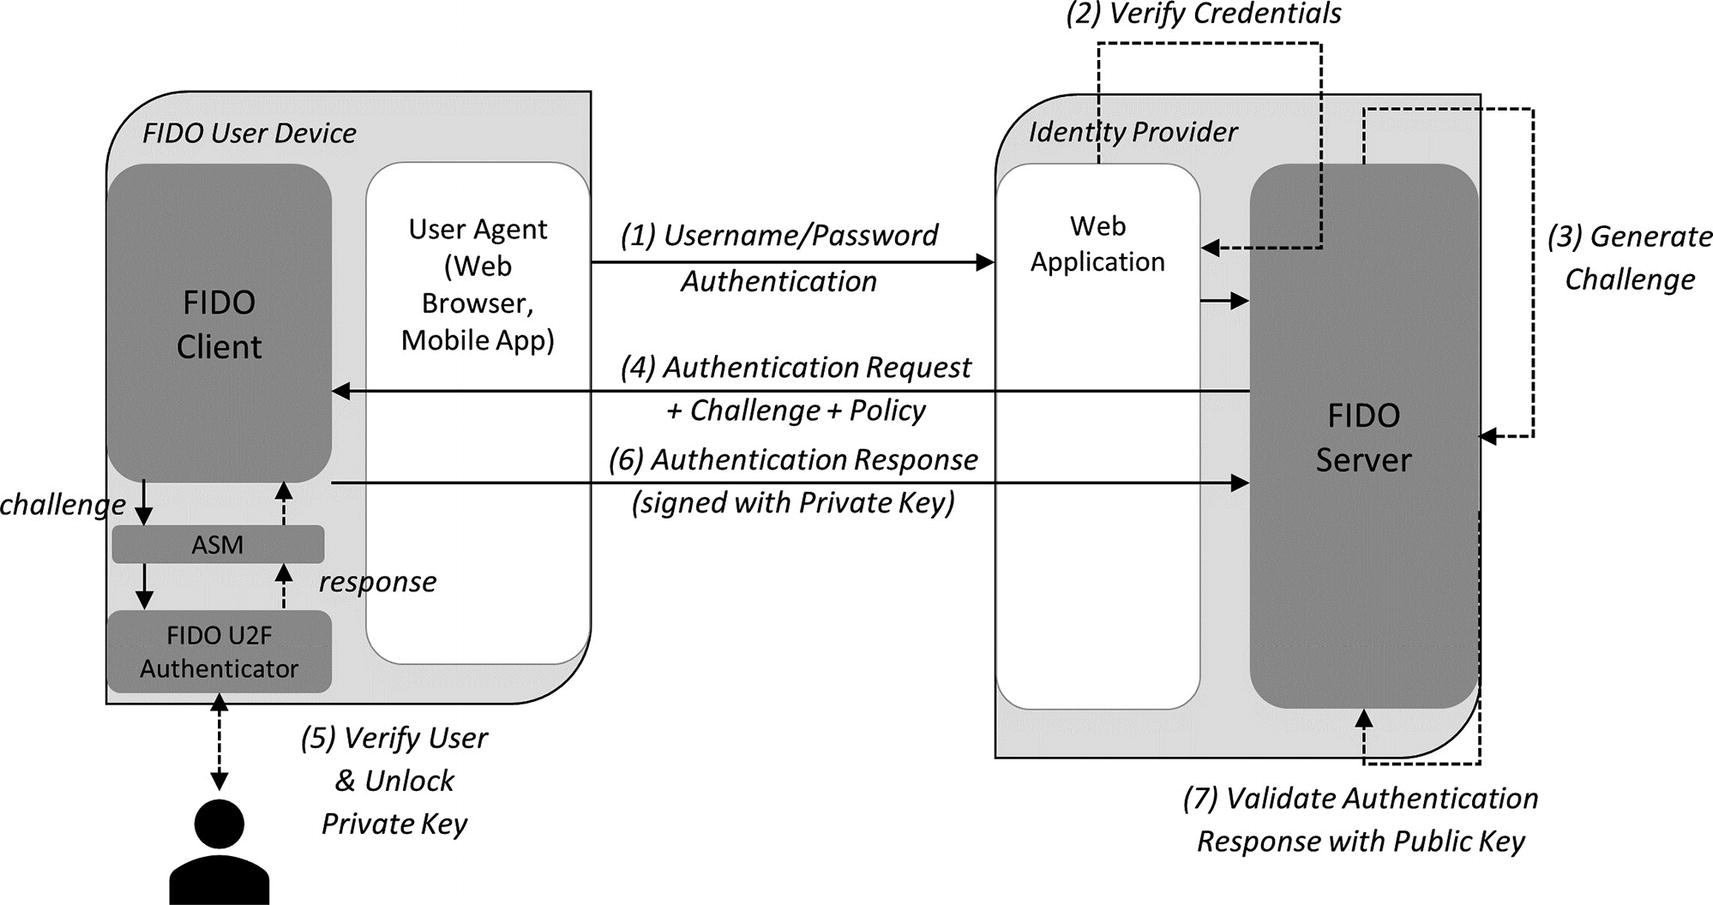 (2) Verify Credentials
FIDO User Device
Identity Provider
FIDO
Client
User Agent
(Web
Browser,
Mobile App)
(1) Username/Password
Authentication
Web
Application
(3) Generate
Challenge
(4) Authentication Request
+ Challenge + Policy
FIDO
Server
(6) Authentication Response
(signed with Private Key)
challenge
ASM
response
FIDO U2F
Authenticator
(5) Verify User
& Unlock
Private Key
(7) Validate Authentication
Response with Public Key